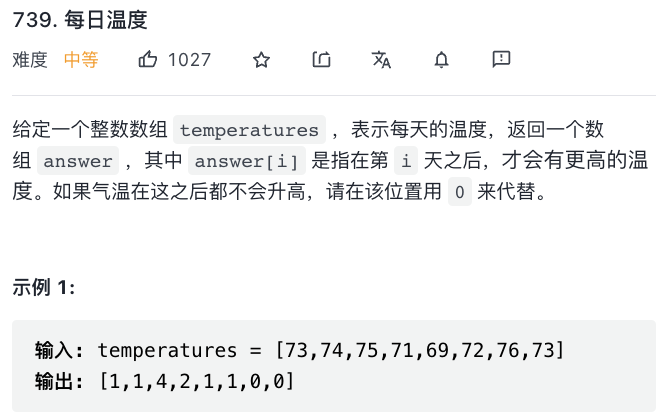 739. 每日温度
难度 中等 1027
给定一个整数数组 temperatures ，表示每天的温度，返回一个数
组 answer ，其中 answer[i] 是指在第 i 天之后，才会有更高的温
度。如果气温在这之后都不会升高，请在该位置用 0 来代替。
示例 1:
输入: temperatures = [73,74,75,71,69,72,76,73]
输出: [1,1,4,2,1,1,0,0]